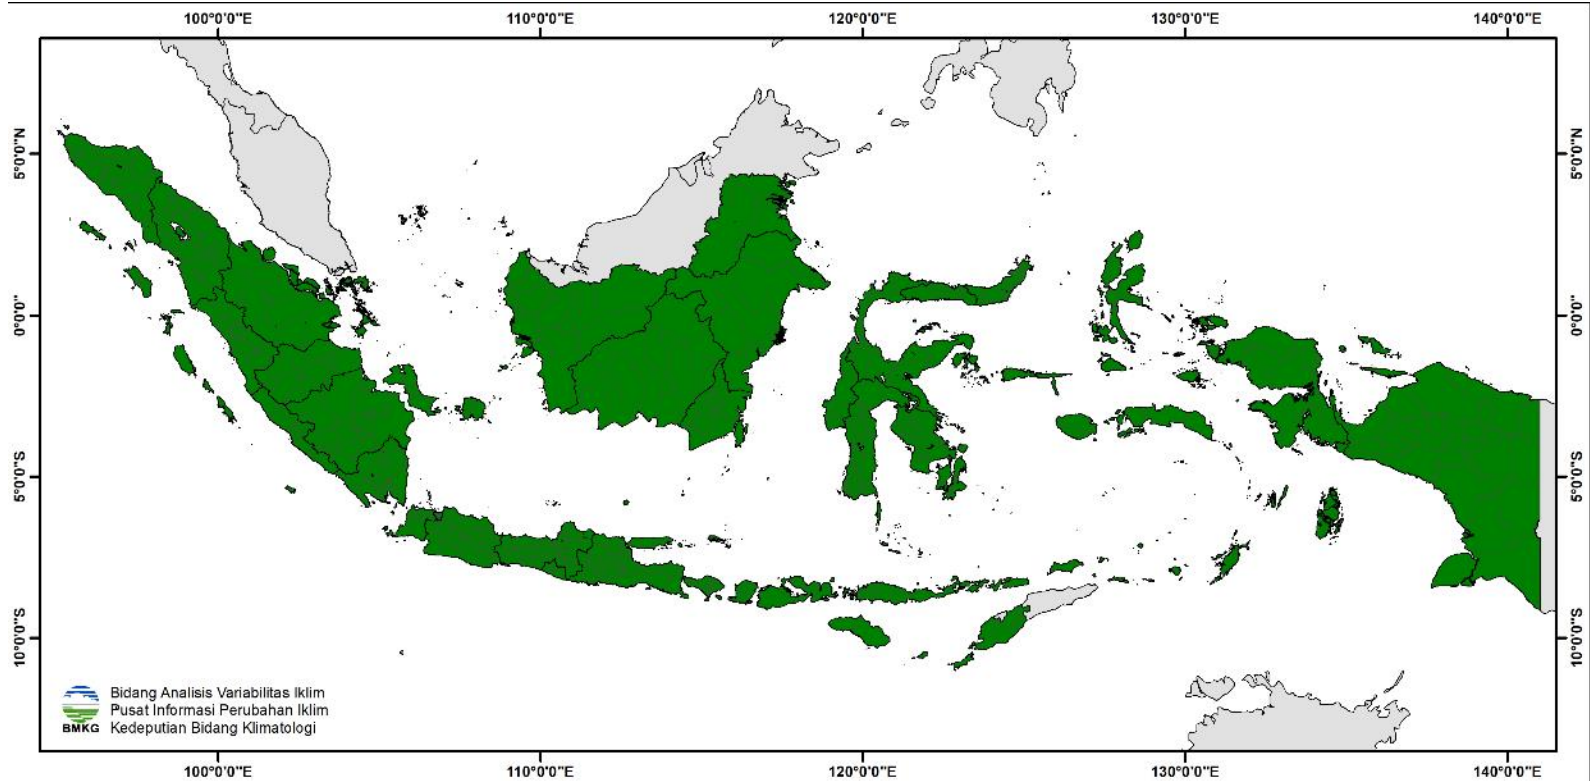 100°0'0"E 110°0'0"E 120°0'0"E 130°0'0"E 140°0'0"E
5°0'0"N 5°0'0"N
0°0'0" 0°0'0"
5°0'0"S 5°0'0"S
10°0'0"S 10°0'0"S
Bidang Analisis Variabilitas Iklim
Pusat Informasi Perubahan Iklim
BMKG Kedeputian Bidang Klimatologi
100°0'0"E 110°0'0"E 120°0'0"E 130°0'0"E 140°0'0"E